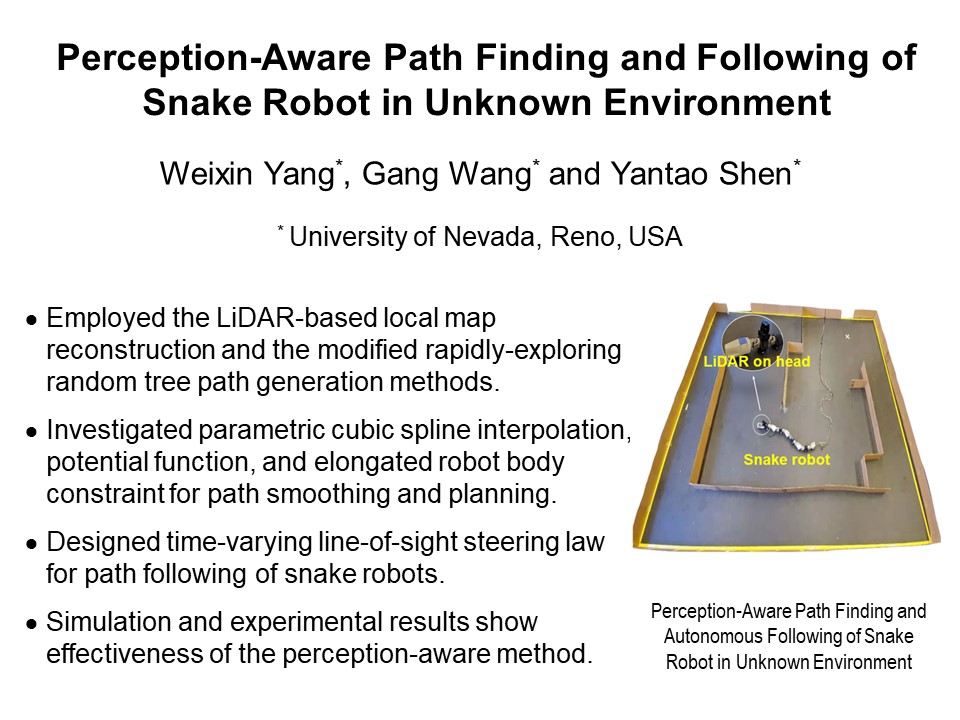 Perception-Aware Path Finding and Following of
Snake Robot in Unknown Environment
Weixin Yang*, Gang Wang* and Yantao Shen*
* University of Nevada, Reno, USA
• Employed the LiDAR-based local map
reconstruction and the modified rapidly-exploring
random tree path generation methods.
• Investigated parametric cubic spline interpolation,
potential function, and elongated robot body
constraint for path smoothing and planning.
• Designed time-varying line-of-sight steering law
for path following of snake robots.
• Simulation and experimental results show
effectiveness of the perception-aware method.
LiDAR on head
Snake robot
Perception-Aware Path Finding and
Autonomous Following of Snake
Robot in Unknown Environment